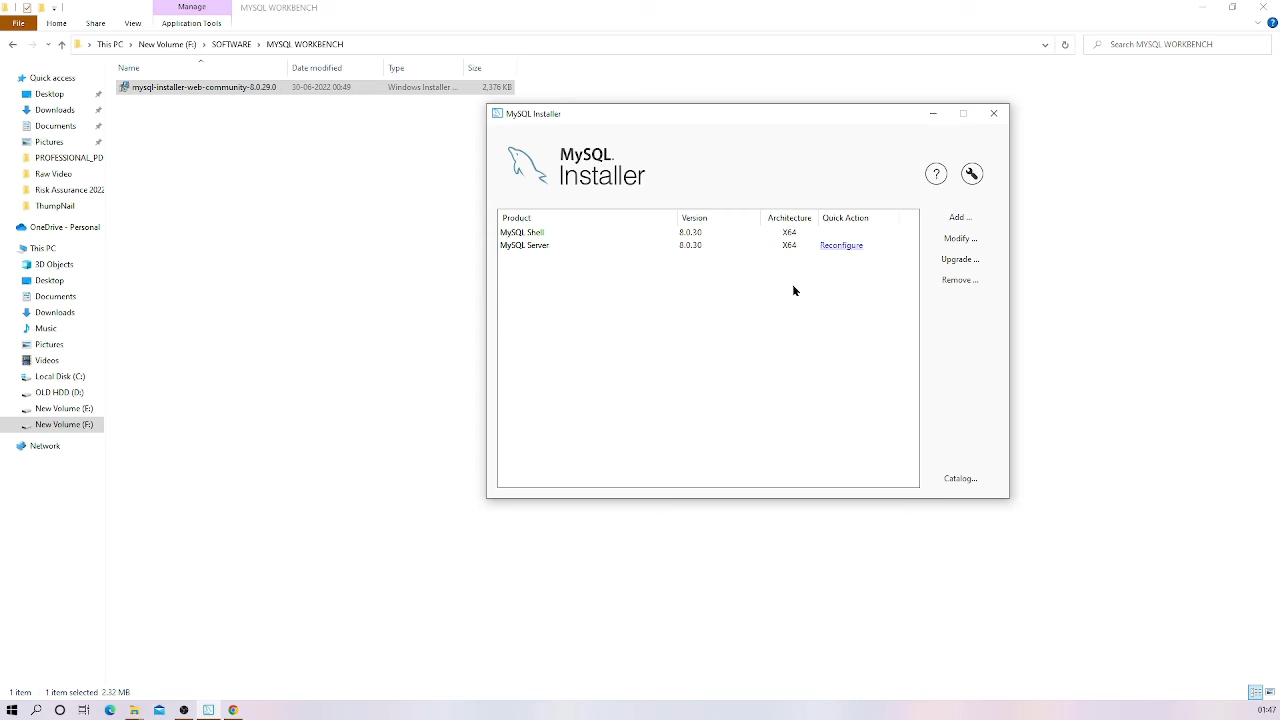 Manage
MYSQL WORKBENCH
File
Home
Share
View
Application Tools
This PC
New Volume (F:)
SOFTWARE
MYSQL WORKBENCH
Search MYSQL WORKBENCH
Name
Date modified
Type
Size
mysql-installer-web-community-8.0.29.0
30-06-2022 00:49
Windows Installer ...
2,376 KB
Quick access
Desktop
Downloads
Documents
Pictures
PROFESSIONAL_PD
Raw Video
Risk Assurance 2022
ThumpNail
OneDrive - Personal
This PC
3D Objects
Desktop
Documents
Downloads
Music
Pictures
Videos
Local Disk (C:)
OLD HDD (D:)
New Volume (E:)
New Volume (F:)
Network
MySQL Installer
MySQL.
Installer
?
Product
Version
Architecture
Quick Action
MySQL Shell
8.0.30
X64
MySQL Server
8.0.30
X64
Reconfigure
Add ...
Modify ...
Upgrade ...
Remove ...
Catalog...
1 item
1 item selected 2.32 MB
01:47